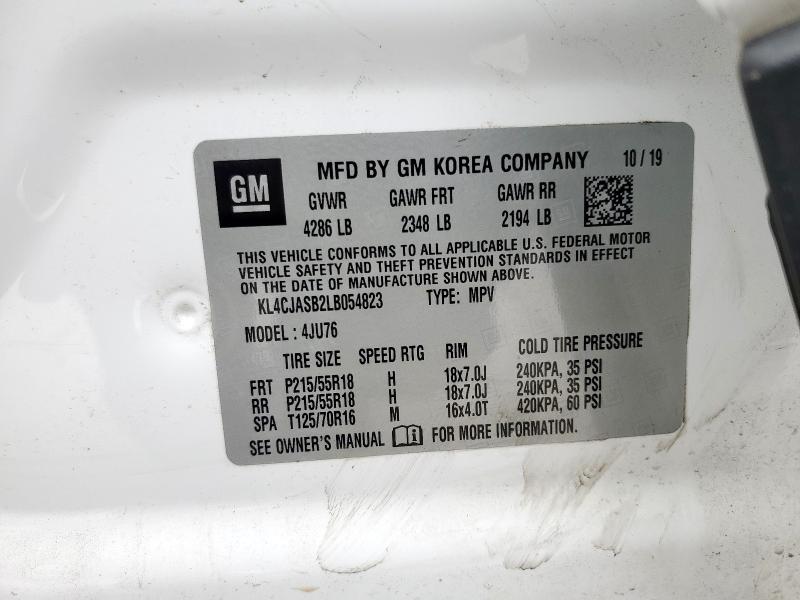 GM
MFD BY GM KOREA COMPANY 10 / 19
GVWR GAWR FRT GAWR RR
4286 LB 2348 LB 2194 LB
THIS VEHICLE CONFORMS TO ALL APPLICABLE U.S. FEDERAL MOTOR
VEHICLE SAFETY AND THEFT PREVENTION STANDARDS IN EFFECT
ON THE DATE OF MANUFACTURE SHOWN ABOVE.
KL4CJASB2LB054823 TYPE: MPV
MODEL : 4JU76
TIRE SIZE SPEED RTG RIM COLD TIRE PRESSURE
FRT P215/55R18 H 18x7.0J 240KPA, 35 PSI
RR P215/55R18 H 18x7.0J 240KPA, 35 PSI
SPA T125/70R16 M 16x4.0T 420KPA, 60 PSI
SEE OWNER'S MANUAL FOR MORE INFORMATION.